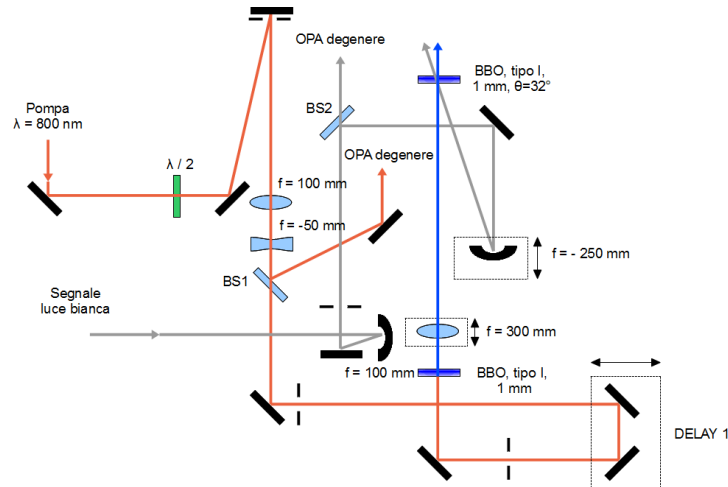 OPA degenere
BBO, tipo I,
1 mm, θ=32°
BS2
Pompa
λ = 800 nm
OPA degenere
λ / 2
f = 100 mm
f = -50 mm
f = - 250 mm
BS1
Segnale
luce bianca
f = 300 mm
f = 100 mm
BBO, tipo I,
1 mm
DELAY 1